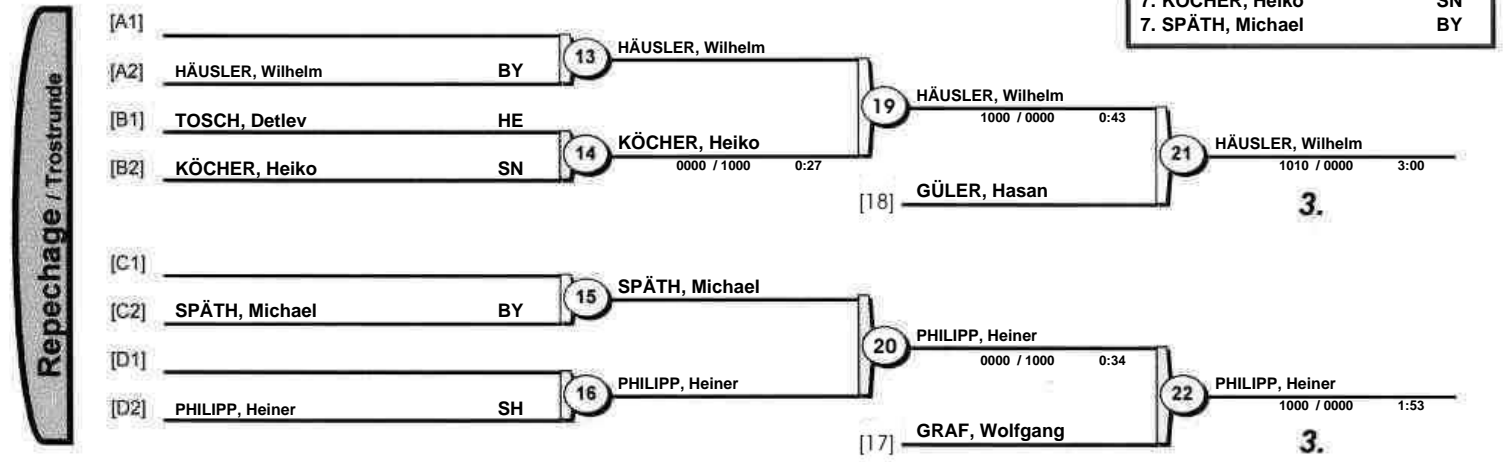 7. KÖCHER, Heiko SN
7. SPÄTH, Michael BY
Repechage / Trostrunde
[A1]
13 HÄUSLER, Wilhelm
[A2] HÄUSLER, Wilhelm BY
19 HÄUSLER, Wilhelm
1000 / 0000 0:43
[B1] TOSCH, Detlev HE
14 KÖCHER, Heiko
0000 / 1000 0:27
21 HÄUSLER, Wilhelm
1010 / 0000 3:00
[B2] KÖCHER, Heiko SN
[18] GÜLER, Hasan
3.
[C1]
15 SPÄTH, Michael
[C2] SPÄTH, Michael BY
20 PHILIPP, Heiner
0000 / 1000 0:34
[D1]
16 PHILIPP, Heiner
22 PHILIPP, Heiner
1000 / 0000 1:53
[D2] PHILIPP, Heiner SH
[17] GRAF, Wolfgang
3.